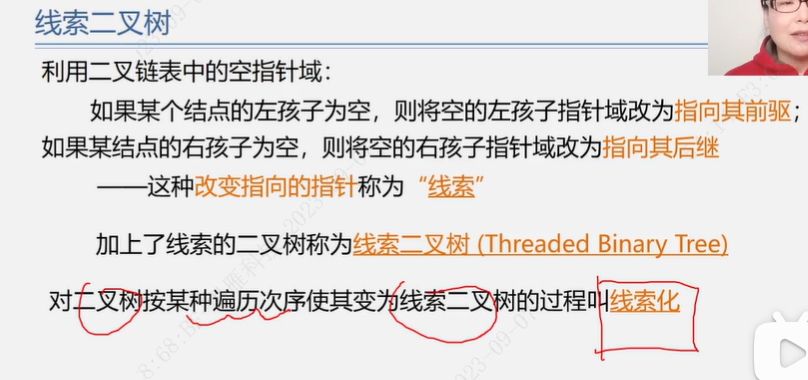 线索二叉树
利用二叉链表中的空指针域：
如果某个结点的左孩子为空，则将空的左孩子指针域改为指向其前驱；
如果某结点的右孩子为空，则将空的右孩子指针域改为指向其后继
——这种改变指向的指针称为“线索”
加上了线索的二叉树称为线索二叉树 (Threaded Binary Tree)
对二叉树按某种遍历次序使其变为线索二叉树的过程叫线索化